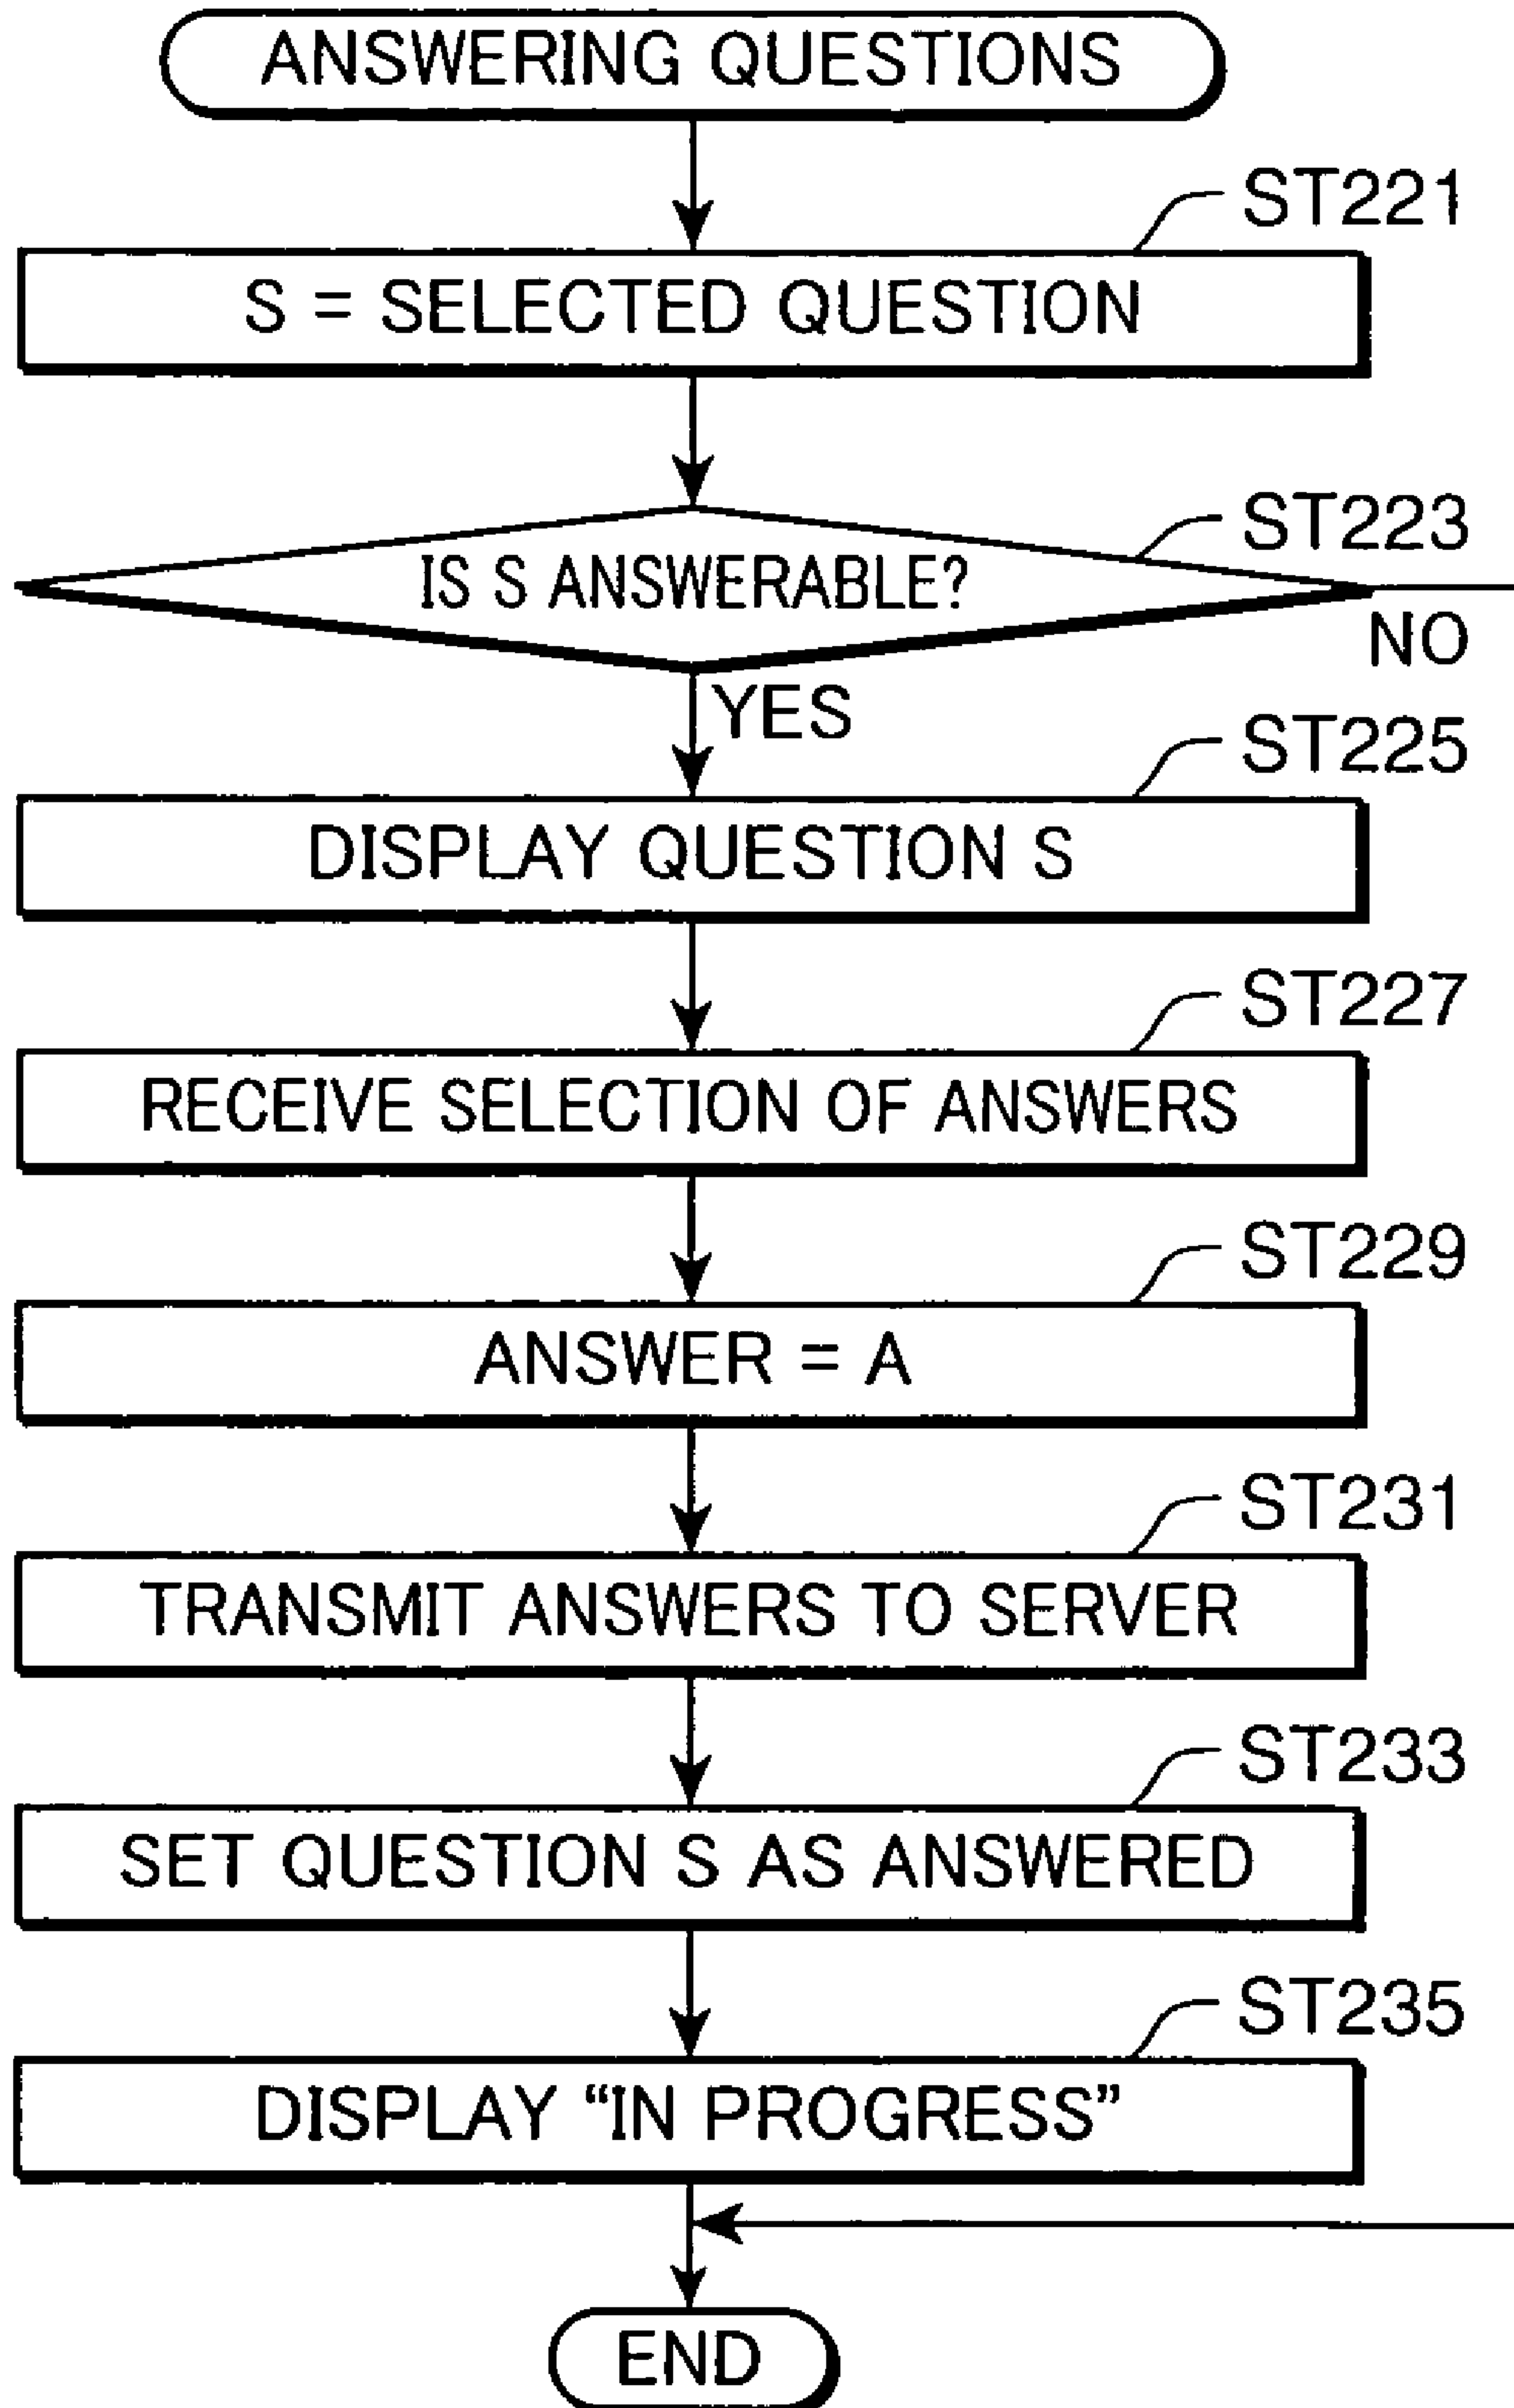 ANSWERING QUESTIONS
ST221
S = SELECTED QUESTION
ST223
IS S ANSWERABLE?
NO
YES
ST225
DISPLAY QUESTION S
ST227
RECEIVE SELECTION OF ANSWERS
ST229
ANSWER = A
ST231
TRANSMIT ANSWERS TO SERVER
ST233
SET QUESTION S AS ANSWERED
ST235
DISPLAY “IN PROGRESS”
END